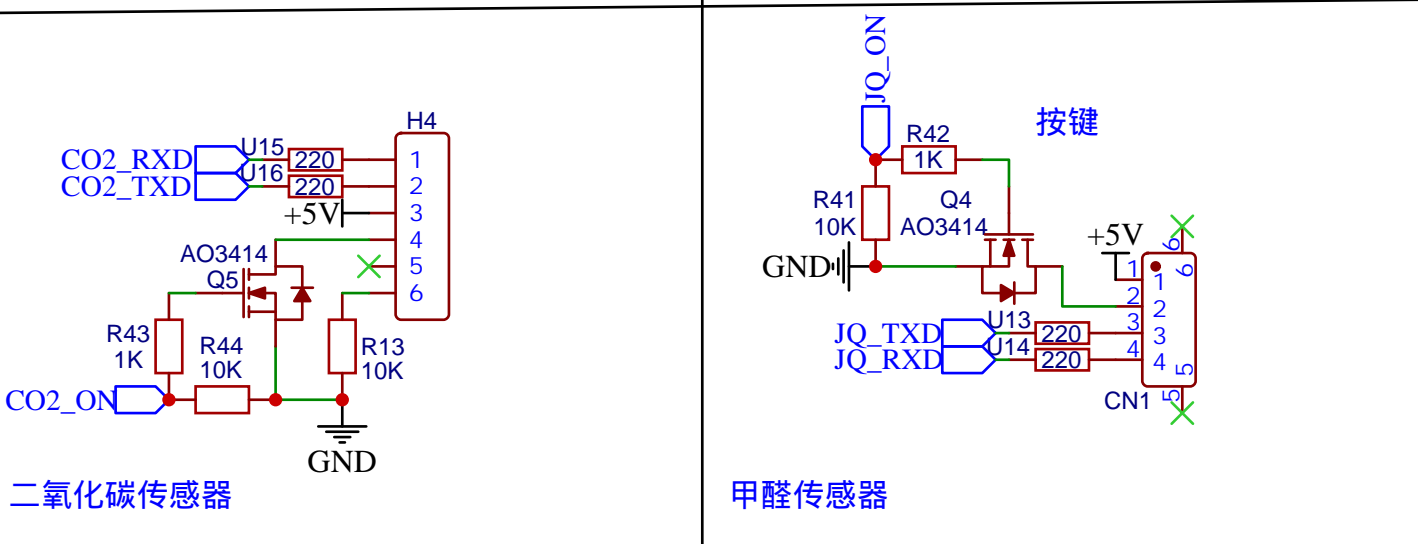 H4
CO2_RXD
U15
220
1
CO2_TXD
U16
220
2
+5V
3
4
AO3414
Q5
5
6
R43
1K
R44
10K
R13
10K
CO2_ON
GND
二氧化碳传感器
JQ_ON
按键
R42
1K
R41
10K
Q4
AO3414
+5V
GND
6
6
1
1
2
2
JQ_TXD
U13
220
3
3
JQ_RXD
U14
220
4
4
5
5
CN1
甲醛传感器